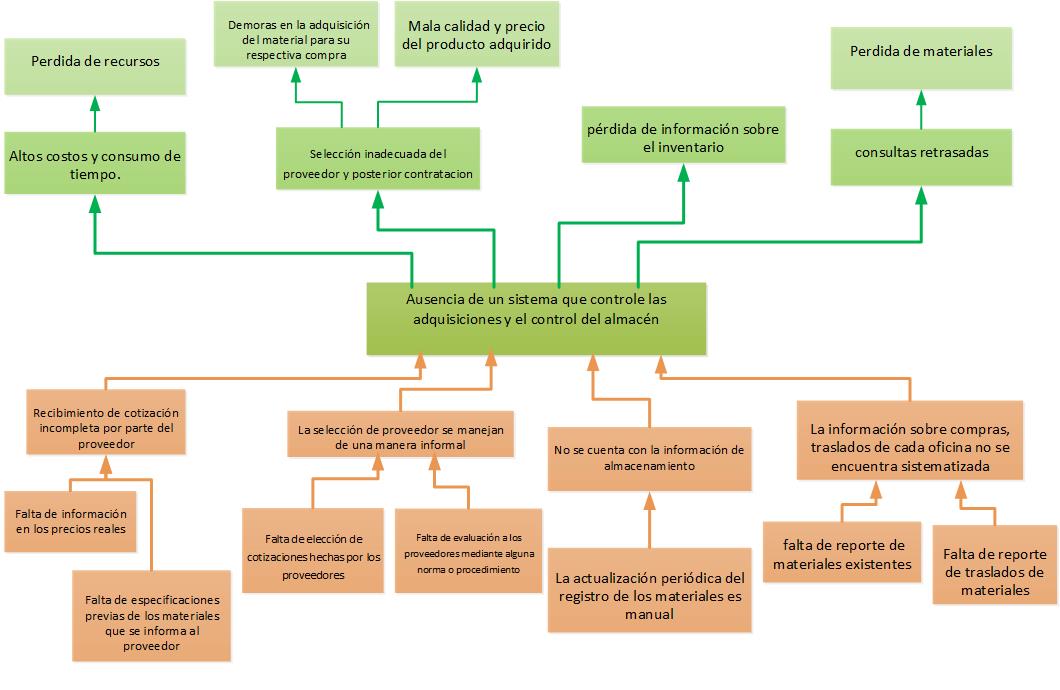 Demoras en la adquisición
del material para su
respectiva compra
Mala calidad y precio
del producto adquirido
Perdida de recursos
Perdida de materiales
Altos costos y consumo de
tiempo.
Selección inadecuada del
proveedor y posterior contratacion
pérdida de información sobre
el inventario
consultas retrasadas
Ausencia de un sistema que controle las
adquisiciones y el control del almacén
Recibimiento de cotización
incompleta por parte del
proveedor
La selección de proveedor se manejan
de una manera informal
No se cuenta con la información de
almacenamiento
La información sobre compras,
traslados de cada oficina no se
encuentra sistematizada
Falta de información
en los precios reales
Falta de especificaciones
previas de los materiales
que se informa al
proveedor
Falta de elección de
cotizaciones hechas por los
proveedores
Falta de evaluación a los
proveedores mediante alguna
norma o procedimiento
La actualización periódica del
registro de los materiales es
manual
falta de reporte de
materiales existentes
Falta de reporte
de traslados de
materiales